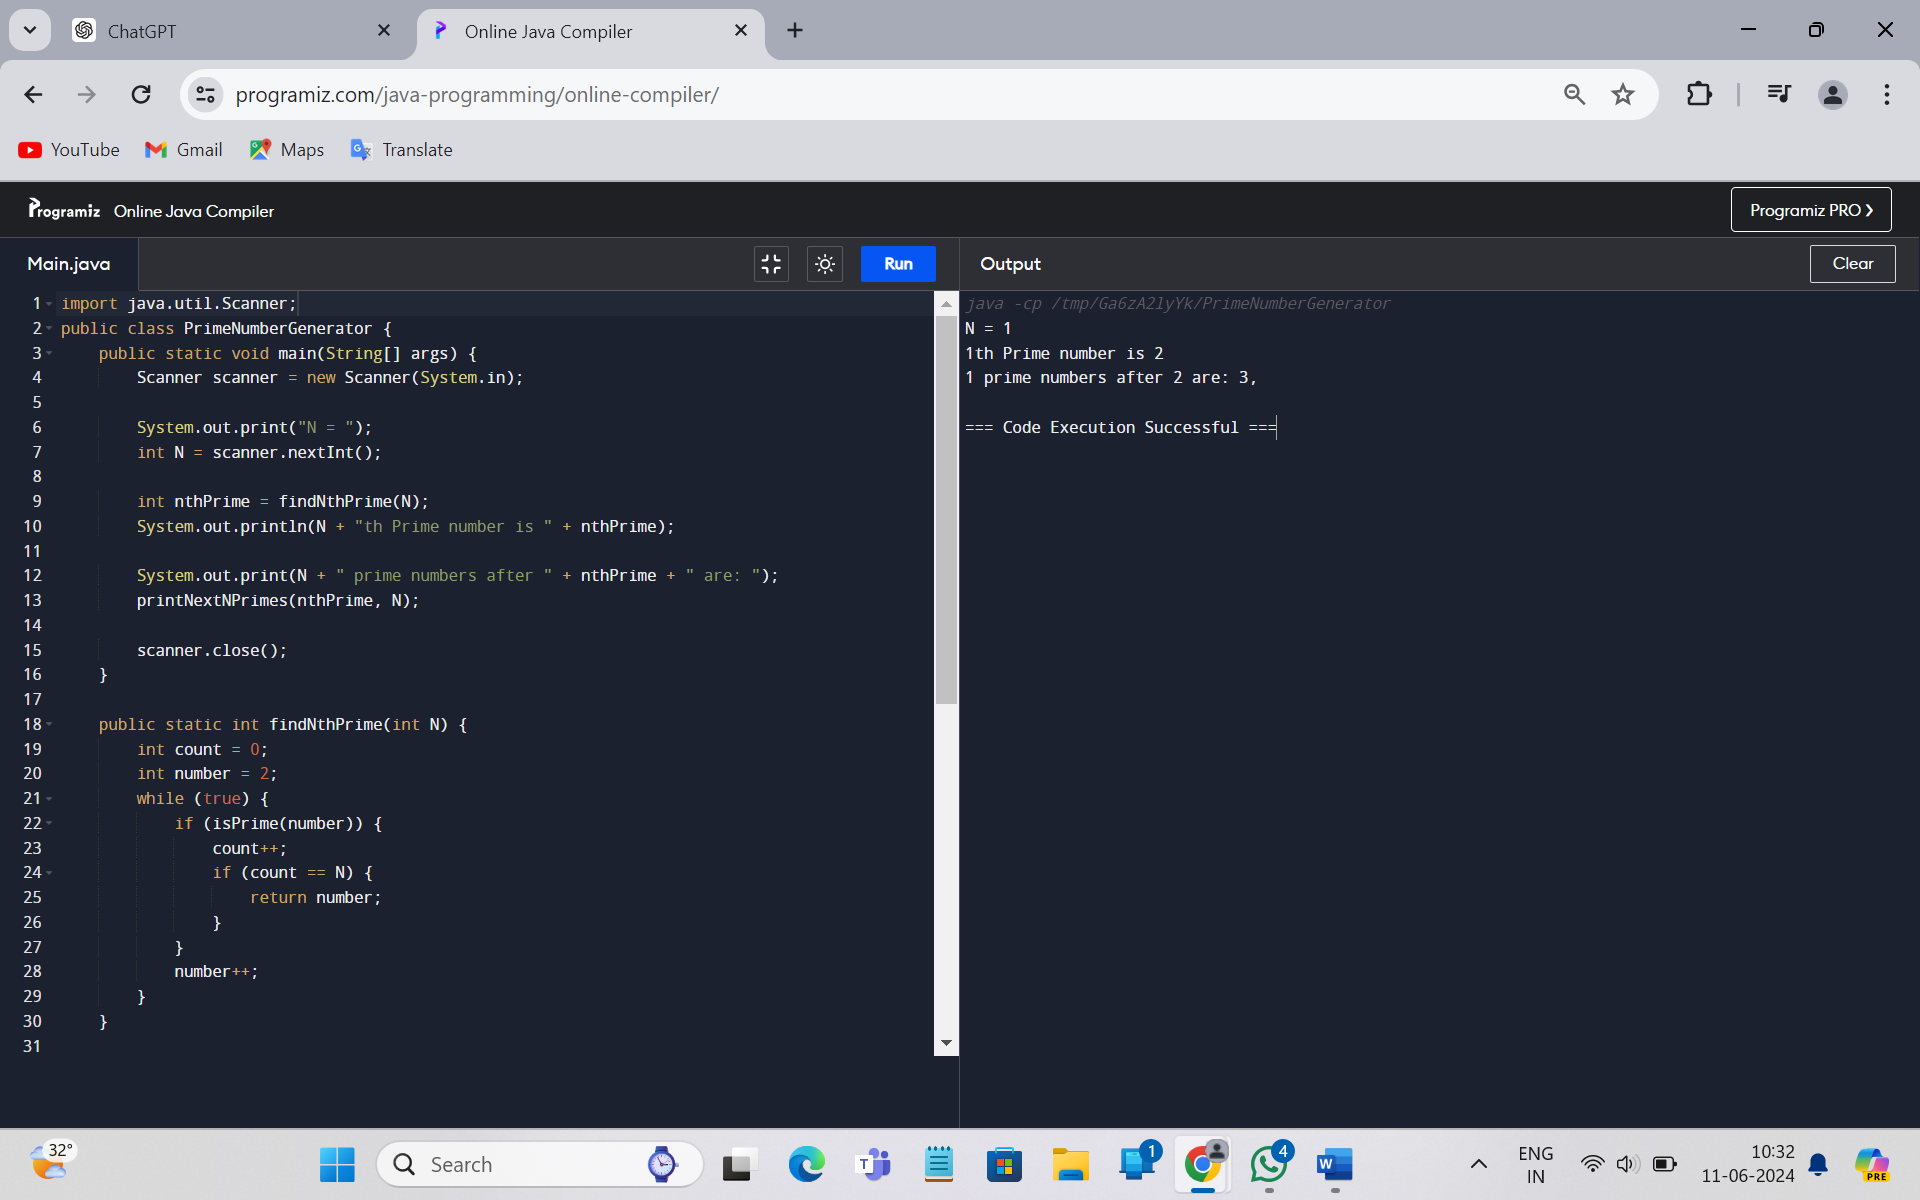 ChatGPT
Online Java Compiler
programiz.com/java-programming/online-compiler/
YouTube
Gmail
Maps
Translate
Programiz
Online Java Compiler
Programiz PRO
Main.java
Run
Output
Clear
1 import java.util.Scanner;
2 public class PrimeNumberGenerator {
3 public static void main(String[] args) {
4 Scanner scanner = new Scanner(System.in);
5
6 System.out.print("N = ");
7 int N = scanner.nextInt();
8
9 int nthPrime = findNthPrime(N);
10 System.out.println(N + "th Prime number is " + nthPrime);
11
12 System.out.print(N + " prime numbers after " + nthPrime + " are: ");
13 printNextNPrimes(nthPrime, N);
14
15 scanner.close();
16 }
17
18 public static int findNthPrime(int N) {
19 int count = 0;
20 int number = 2;
21 while (true) {
22 if (isPrime(number)) {
23 count++;
24 if (count == N) {
25 return number;
26 }
27 }
28 number++;
29 }
30 }
31
java -cp /tmp/Ga6zA2lyYk/PrimeNumberGenerator
N = 1
1th Prime number is 2
1 prime numbers after 2 are: 3,
=== Code Execution Successful ===
32°
Search
T
1
4
W
ENG
IN
10:32
11-06-2024
PRE